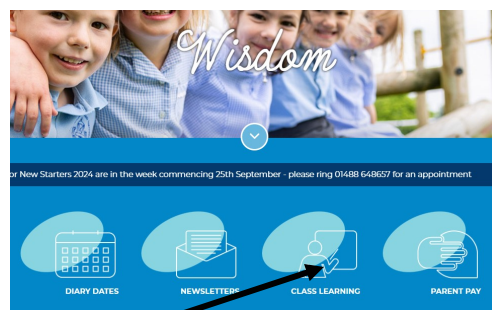 Wisdom
or New Starters 2024 are in the week commencing 25th September - please ring 01488 648657 for an appointment
DIARY DATES
NEWSLETTERS
CLASS LEARNING
PARENT PAY